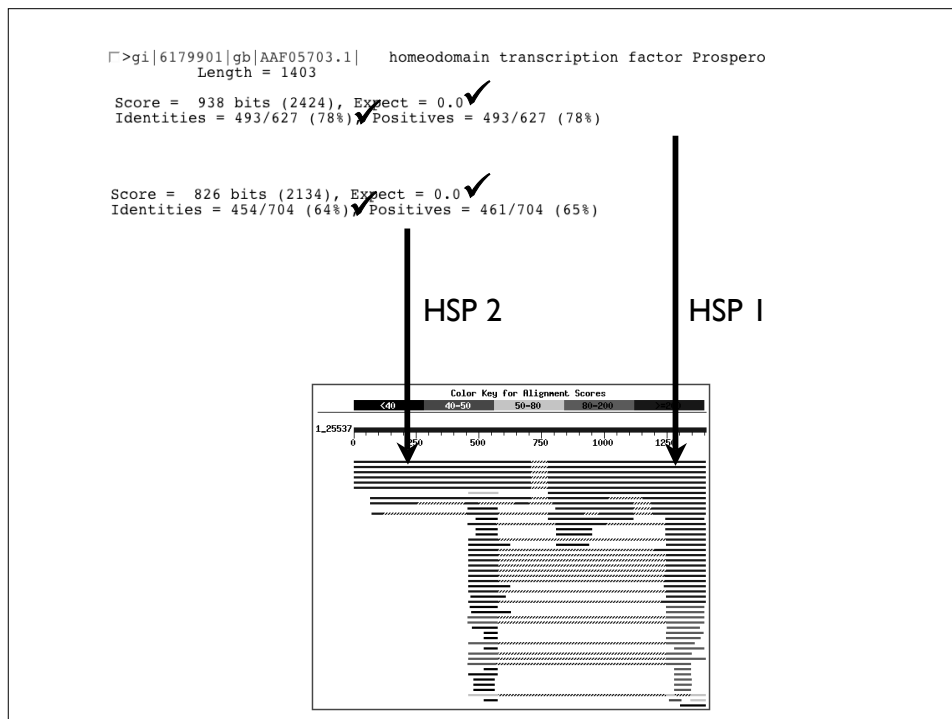 >gi|6179901|gb|AAF05703.1| homeodomain transcription factor Prospero
Length = 1403
Score = 938 bits (2424), Expect = 0.0
Identities = 493/627 (78%), Positives = 493/627 (78%)
Score = 826 bits (2134), Expect = 0.0
Identities = 454/704 (64%), Positives = 461/704 (65%)
HSP 2 HSP 1
Color Key for Alignment Scores
<40 40-50 50-80 80-200
1_25537
0 250 500 750 1000 1250